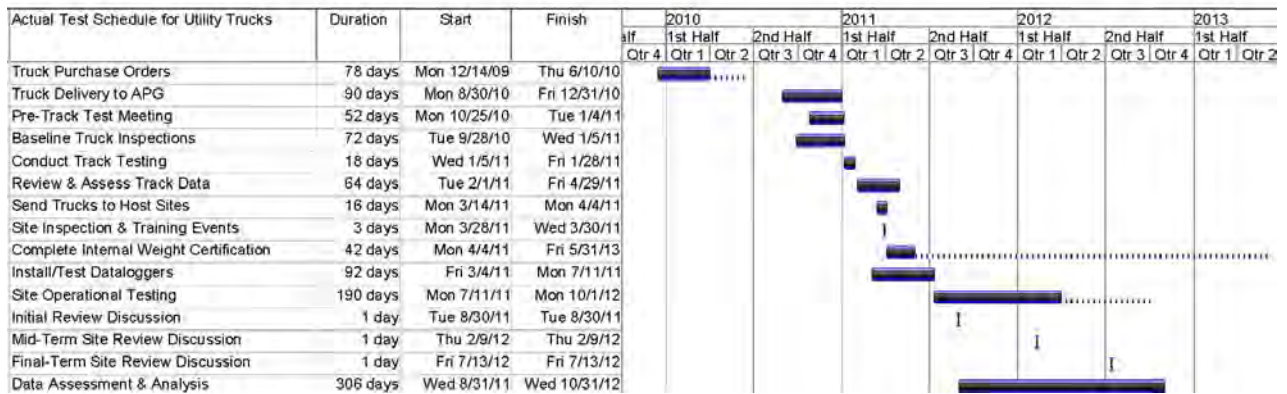 Actual Test Schedule for Utility Trucks Duration Start Finish 2010 2011 2012 2013
alf 1st Half 2nd Half 1st Half 2nd Half 1st Half 2nd Half 1st Half
Qtr 4 Qtr 1 Qtr 2 Qtr 3 Qtr 4 Qtr 1 Qtr 2 Qtr 3 Qtr 4 Qtr 1 Qtr 2 Qtr 3 Qtr 4 Qtr 1 Qtr 2
Truck Purchase Orders 78 days Mon 12/14/09 Thu 6/10/10
Truck Delivery to APG 90 days Mon 8/30/10 Fri 12/31/10
Pre-Track Test Meeting 52 days Mon 10/25/10 Tue 1/4/11
Baseline Truck Inspections 72 days Tue 9/28/10 Wed 1/5/11
Conduct Track Testing 18 days Wed 1/5/11 Fri 1/28/11
Review & Assess Track Data 64 days Tue 2/1/11 Fri 4/29/11
Send Trucks to Host Sites 16 days Mon 3/14/11 Mon 4/4/11
Site Inspection & Training Events 3 days Mon 3/28/11 Wed 3/30/11
Complete Internal Weight Certification 42 days Mon 4/4/11 Fri 5/31/13
Install/Test Dataloggers 92 days Fri 3/4/11 Mon 7/11/11
Site Operational Testing 190 days Mon 7/11/11 Mon 10/1/12
Initial Review Discussion 1 day Tue 8/30/11 Tue 8/30/11
Mid-Term Site Review Discussion 1 day Thu 2/9/12 Thu 2/9/12
Final-Term Site Review Discussion 1 day Fri 7/13/12 Fri 7/13/12
Data Assessment & Analysis 306 days Wed 8/31/11 Wed 10/31/12